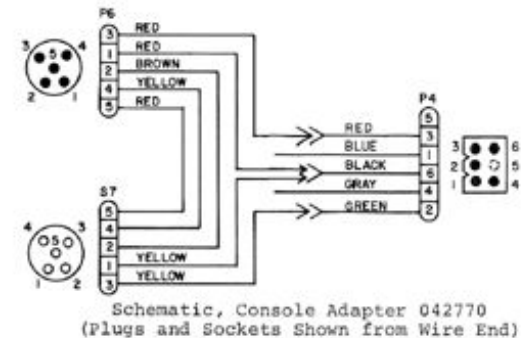 P6
3 RED
1 RED
2 BROWN
4 YELLOW
5 RED
3 5 4
2 1
P4
5
3 RED
1 BLUE
6 BLACK
4 GRAY
2 GREEN
3 6
2 5
1 4
S7
5
4
2
1 YELLOW
3 YELLOW
4 5 3
1 2
Schematic, Console Adapter 042770
(Plugs and Sockets Shown from Wire End)